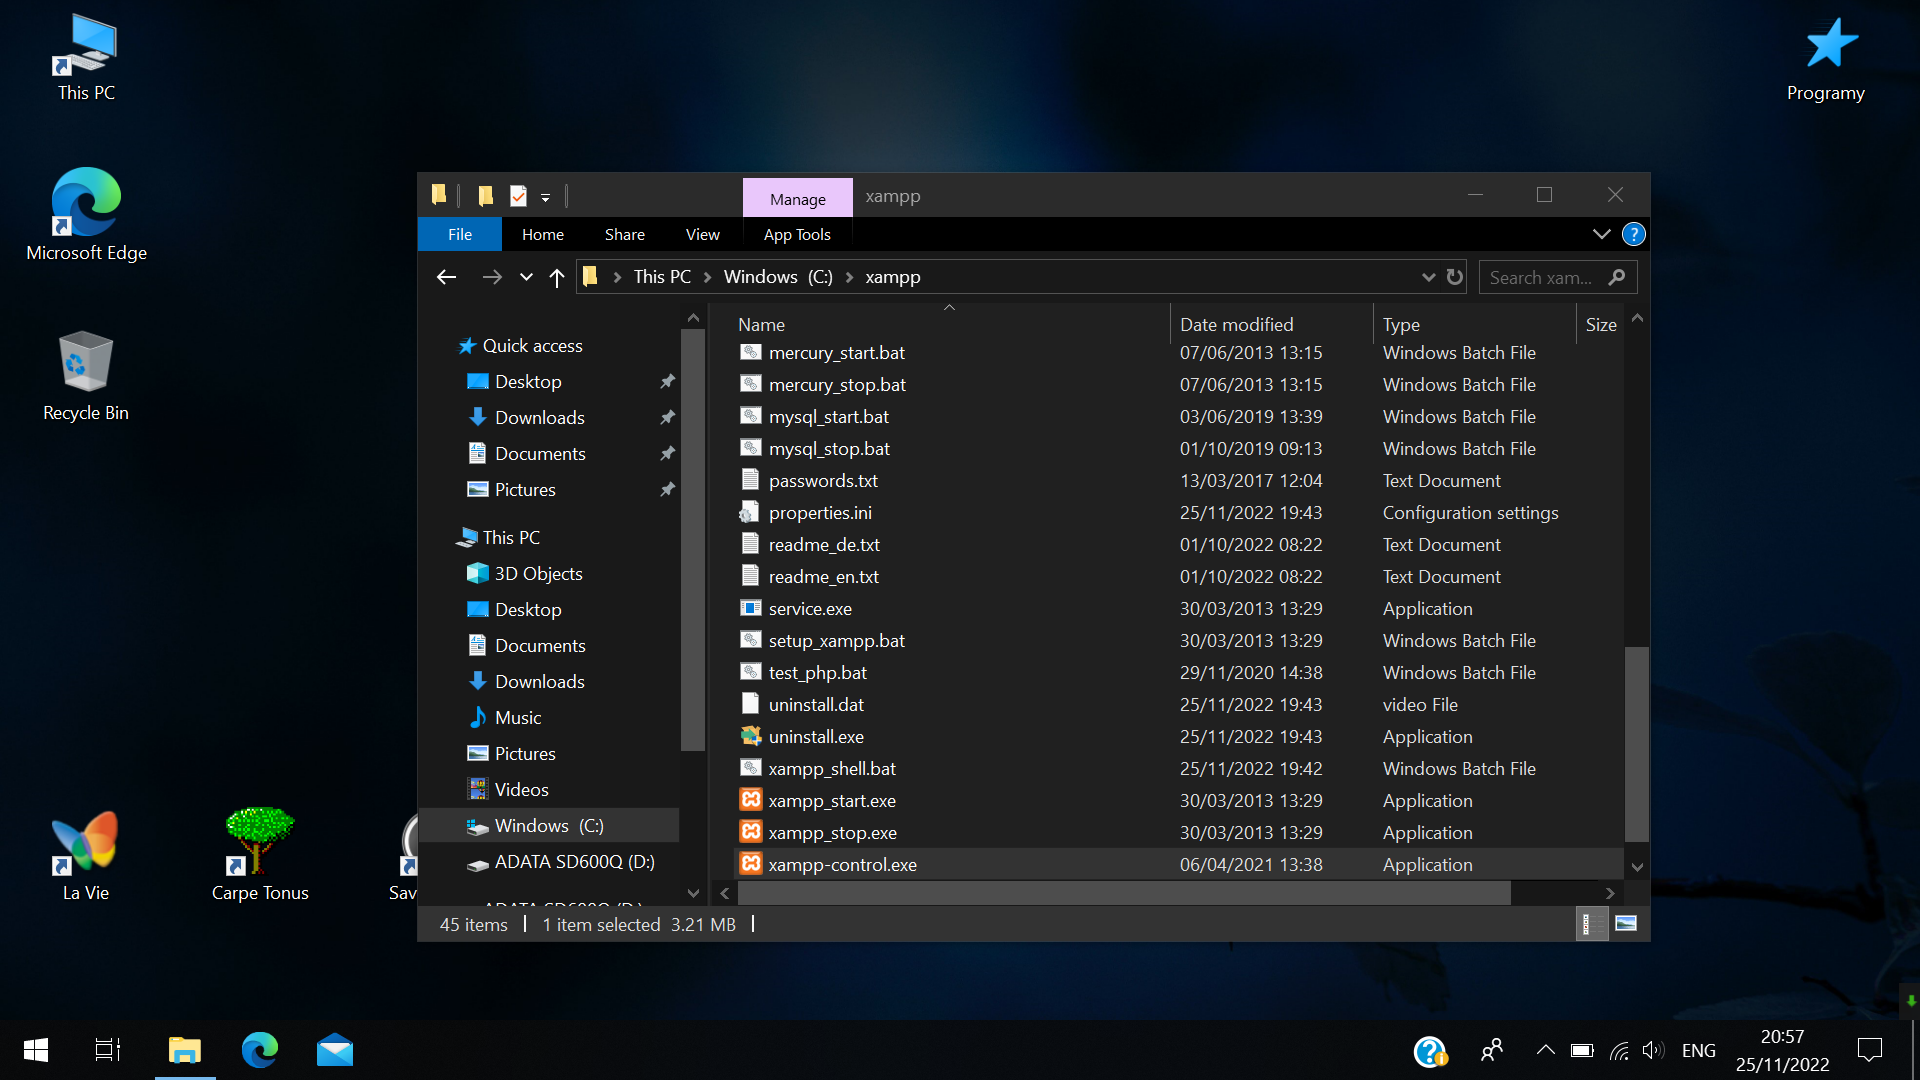 This PC
Programy
Microsoft Edge
Recycle Bin
La Vie
Carpe Tonus
Sav
Manage
xampp
File
Home
Share
View
App Tools
This PC
Windows (C:)
xampp
Search xam...
Quick access
Desktop
Downloads
Documents
Pictures
This PC
3D Objects
Desktop
Documents
Downloads
Music
Pictures
Videos
Windows (C:)
ADATA SD600Q (D:)
ADATA SD600Q (D:)
Name Date modified Type Size
mercury_start.bat 07/06/2013 13:15 Windows Batch File
mercury_stop.bat 07/06/2013 13:15 Windows Batch File
mysql_start.bat 03/06/2019 13:39 Windows Batch File
mysql_stop.bat 01/10/2019 09:13 Windows Batch File
passwords.txt 13/03/2017 12:04 Text Document
properties.ini 25/11/2022 19:43 Configuration settings
readme_de.txt 01/10/2022 08:22 Text Document
readme_en.txt 01/10/2022 08:22 Text Document
service.exe 30/03/2013 13:29 Application
setup_xampp.bat 30/03/2013 13:29 Windows Batch File
test_php.bat 29/11/2020 14:38 Windows Batch File
uninstall.dat 25/11/2022 19:43 video File
uninstall.exe 25/11/2022 19:43 Application
xampp_shell.bat 25/11/2022 19:42 Windows Batch File
xampp_start.exe 30/03/2013 13:29 Application
xampp_stop.exe 30/03/2013 13:29 Application
xampp-control.exe 06/04/2021 13:38 Application
45 items 1 item selected 3.21 MB
ENG
20:57
25/11/2022